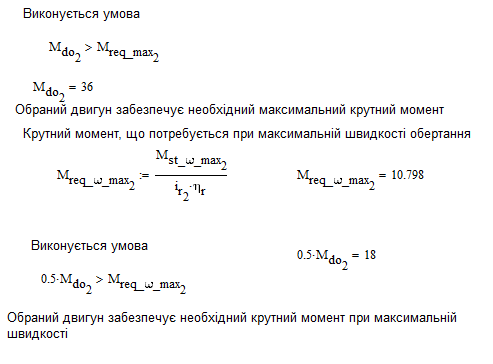 Виконується умова
M_do_2 > M_req_max_2
M_do_2 = 36
Обраний двигун забезпечує необхідний максимальний крутний момент
Крутний момент, що потребується при максимальній швидкості обертання
M_req_ω_max_2 := M_st_ω_max_2 / (i_r_2·η_r) M_req_ω_max_2 = 10.798
Виконується умова
0.5·M_do_2 = 18
0.5·M_do_2 > M_req_ω_max_2
Обраний двигун забезпечує необхідний крутний момент при максимальній
швидкості